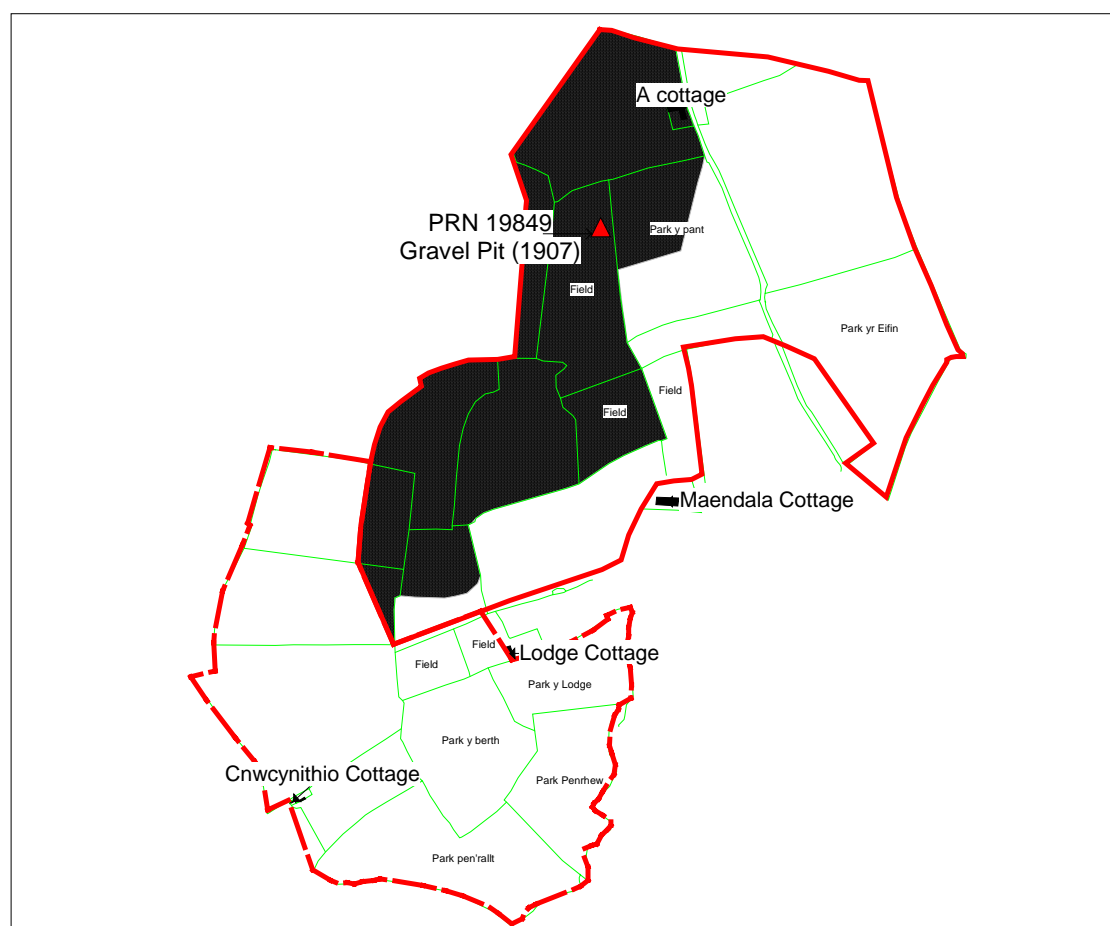 A cottage
PRN 19849
Gravel Pit (1907)
Park y pant
Field
Park yr Eifin
Field
Field
Maendala Cottage
Field
Field
Lodge Cottage
Park y Lodge
Park y berth
Cnwcynithio Cottage
Park Penrhew
Park pen'rallt